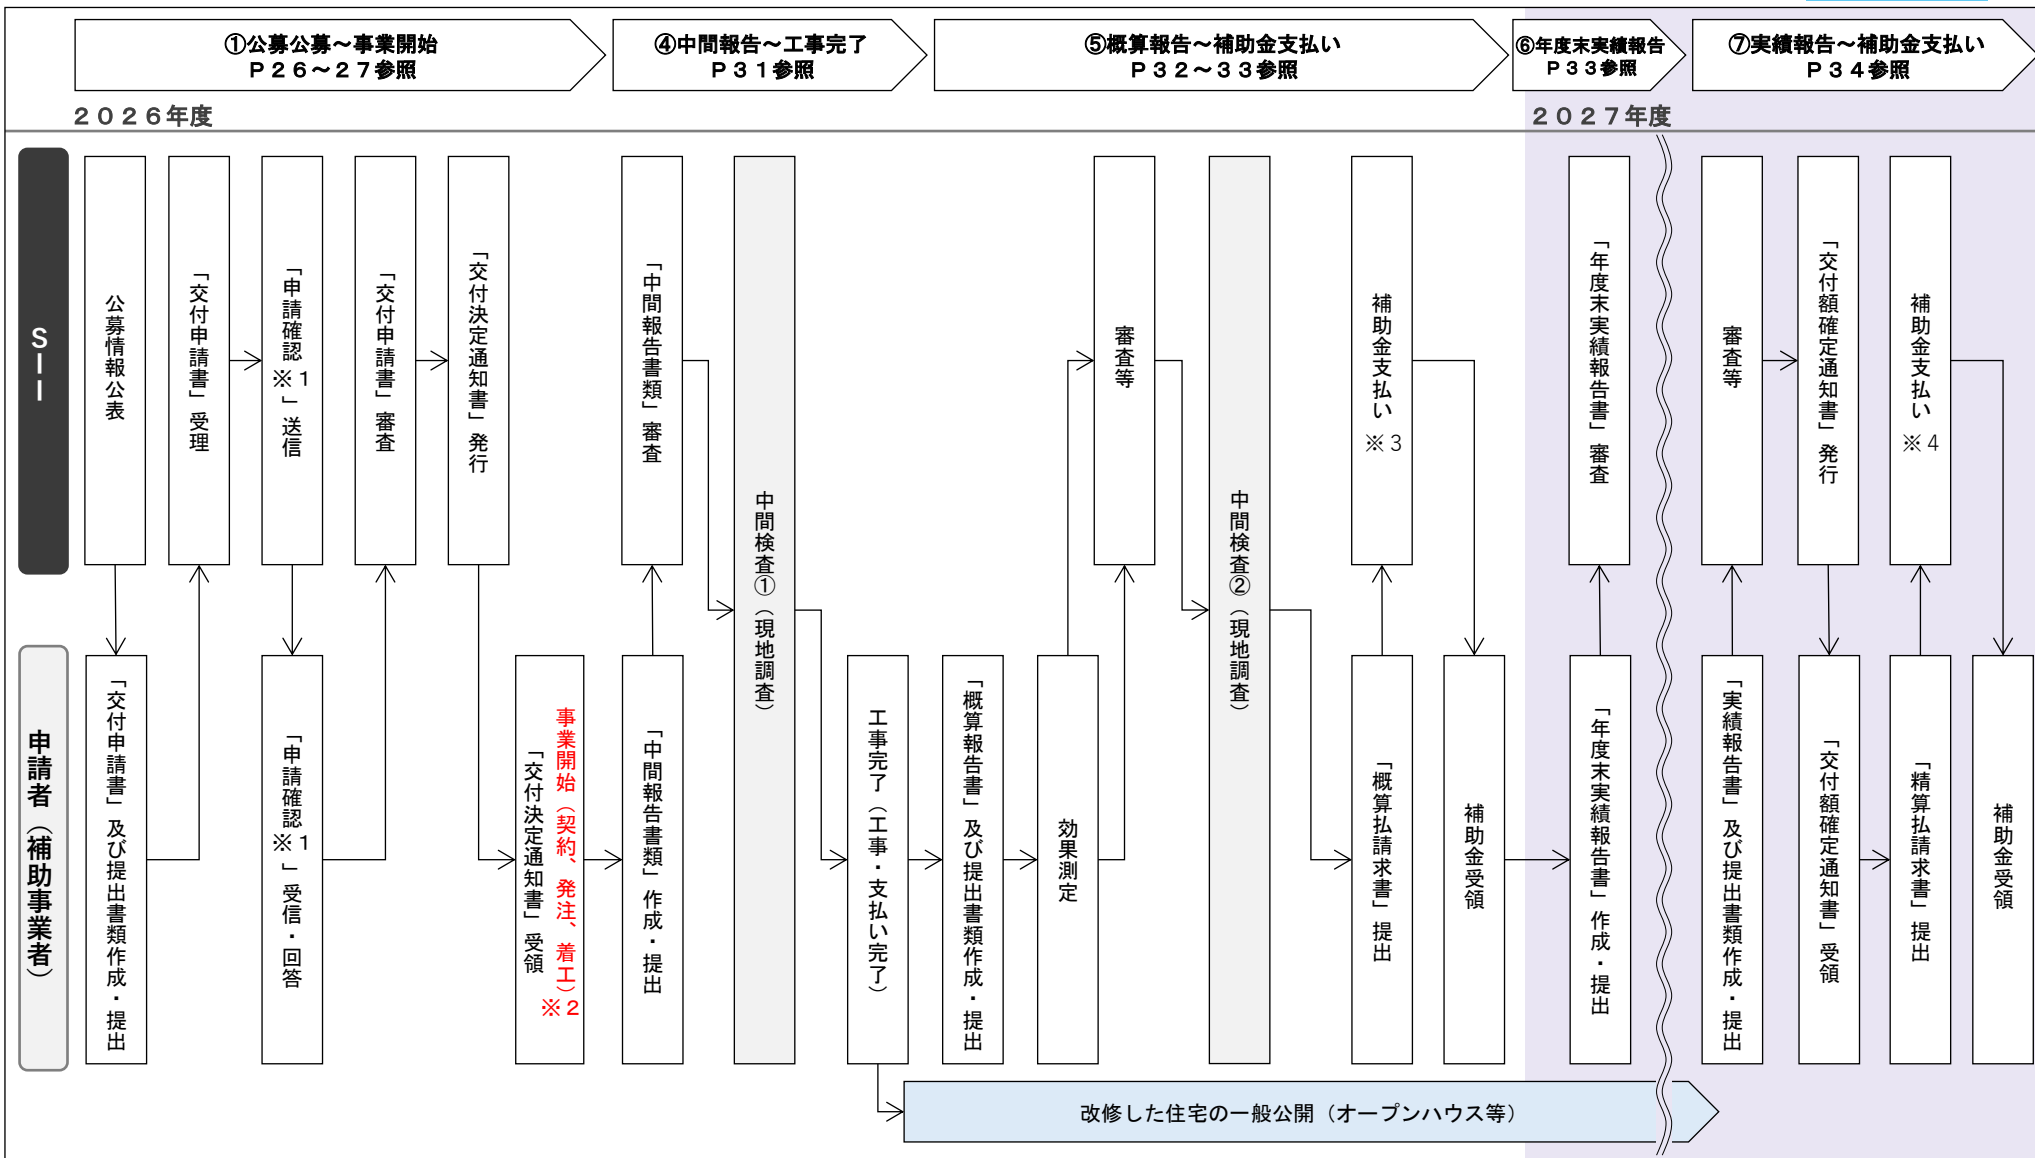 ①公募公募～事業開始
Ｐ２６～２７参照
④中間報告～工事完了
Ｐ３１参照
⑤概算報告～補助金支払い
Ｐ３２～３３参照
⑥年度末実績報告
Ｐ３３参照
⑦実績報告～補助金支払い
Ｐ３４参照
２０２６年度
２０２７年度
ＳＩＩ
公募情報公表
「交付申請書」受理
「申請確認※１」送信
「交付申請書」審査
「交付決定通知書」発行
「中間報告書類」審査
中間検査①（現地調査）
審査等
中間検査②（現地調査）
補助金支払い※３
「年度末実績報告書」審査
審査等
「交付額確定通知書」発行
補助金支払い※４
申請者（補助事業者）
「交付申請書」及び提出書類作成・提出
「申請確認※１」受信・回答
事業開始（契約、発注、着工）※２
「交付決定通知書」受領
「中間報告書類」作成・提出
工事完了（工事・支払い完了）
「概算報告書」及び提出書類作成・提出
効果測定
「概算払請求書」提出
補助金受領
「年度末実績報告書」作成・提出
「実績報告書」及び提出書類作成・提出
「交付額確定通知書」受領
「精算払請求書」提出
補助金受領
改修した住宅の一般公開（オープンハウス等）